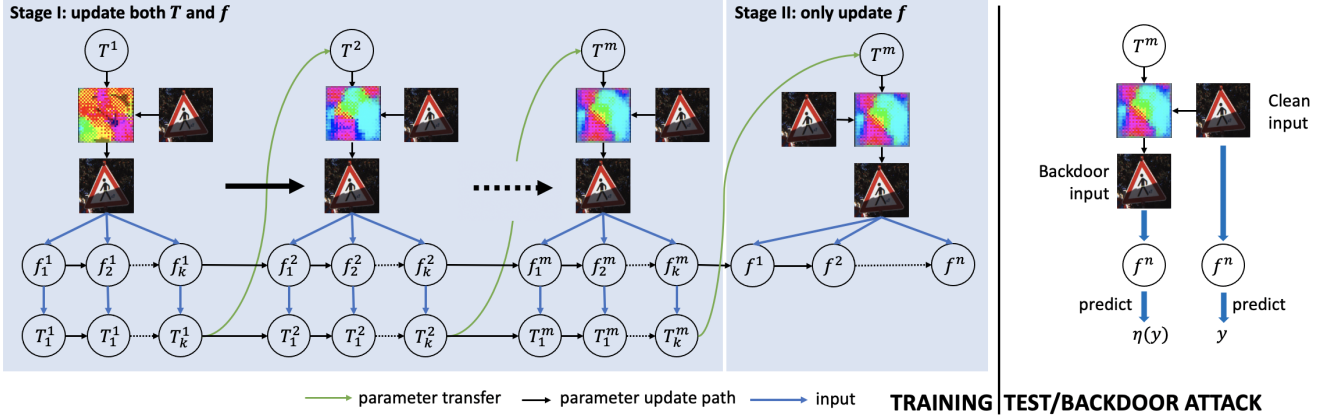 Stage I: update both T and f
Stage II: only update f
T^1
T^2
T^m
T^m
T^m
Clean
input
Backdoor
input
f_1^1 f_2^1 f_k^1 f_1^2 f_2^2 f_k^2 f_1^m f_2^m f_k^m f^1 f^2 f^n
f^n f^n
predict predict
T_1^1 T_1^1 T_k^1 T_1^2 T_1^2 T_k^2 T_1^m T_1^m T_k^m
η(y) y
parameter transfer parameter update path input
TRAINING TEST/BACKDOOR ATTACK